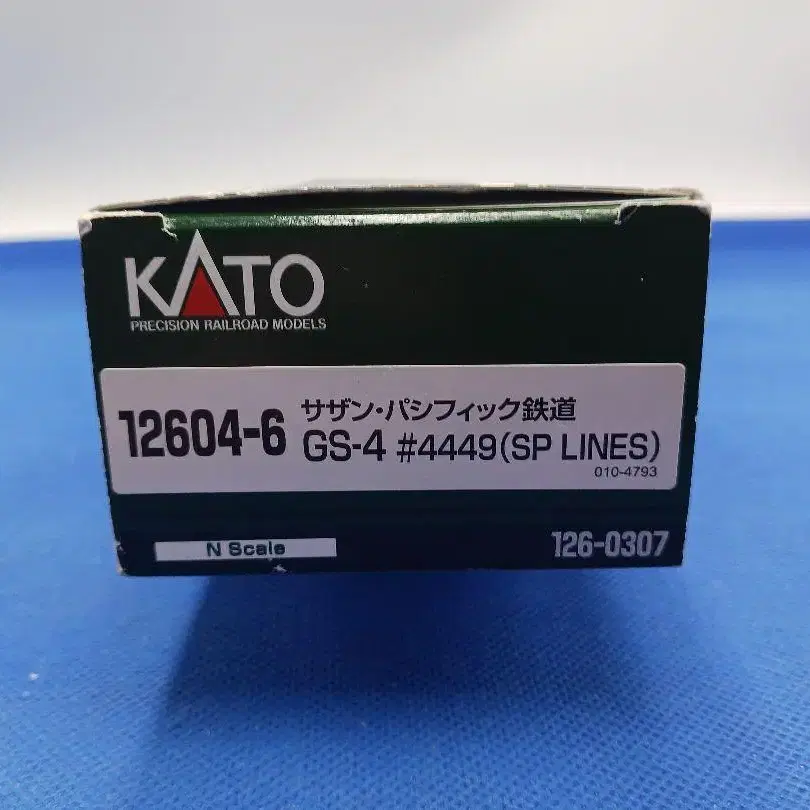 KATO
PRECISION RAILROAD MODELS
12604-6
サザン・パシフィック鉄道
GS-4 #4449(SP LINES)
010-4793
N Scale
126-0307